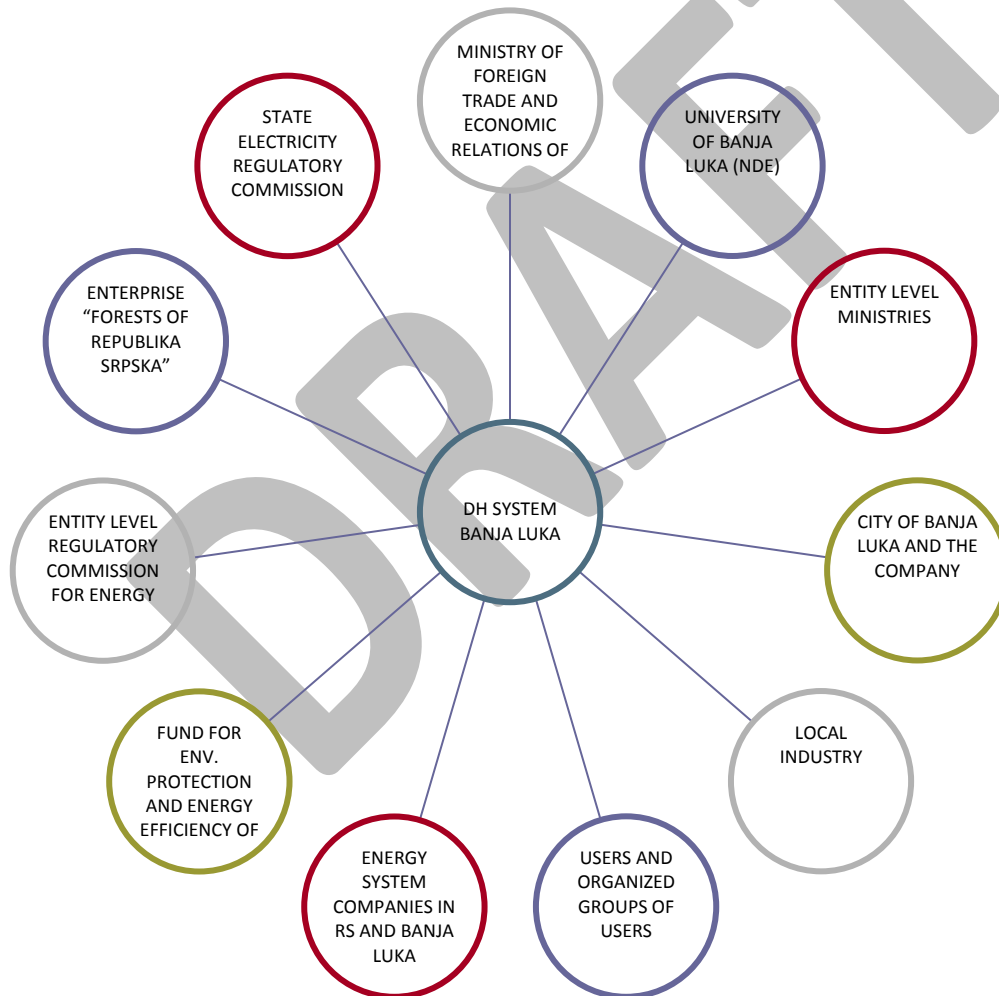 MINISTRY OF
FOREIGN
TRADE AND
ECONOMIC
RELATIONS OF
UNIVERSITY
OF BANJA
LUKA (NDE)
ENTITY LEVEL
MINISTRIES
CITY OF BANJA
LUKA AND THE
COMPANY
LOCAL
INDUSTRY
USERS AND
ORGANIZED
GROUPS OF
USERS
ENERGY
SYSTEM
COMPANIES IN
RS AND BANJA
LUKA
FUND FOR
ENV.
PROTECTION
AND ENERGY
EFFICIENCY OF
ENTITY LEVEL
REGULATORY
COMMISSION
FOR ENERGY
ENTERPRISE
“FORESTS OF
REPUBLIKA
SRPSKA”
STATE
ELECTRICITY
REGULATORY
COMMISSION
DH SYSTEM
BANJA LUKA
DRAFT